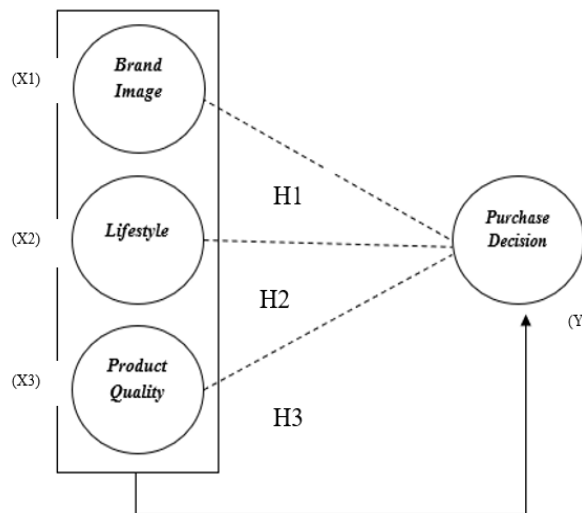 (X1)
Brand
Image
H1
(X2)
Lifestyle
Purchase
Decision
H2
(Y
(X3)
Product
Quality
H3